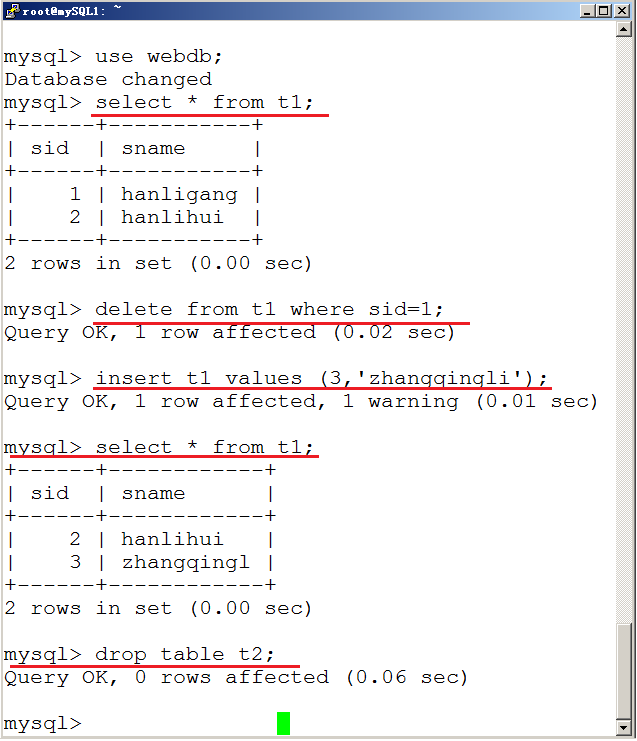 root@mySQL1: ~
mysql> use webdb;
Database changed
mysql> select * from t1;
+------+-----------+
| sid  | sname     |
+------+-----------+
|    1 | hanligang |
|    2 | hanlihui  |
+------+-----------+
2 rows in set (0.00 sec)
mysql> delete from t1 where sid=1;
Query OK, 1 row affected (0.02 sec)
mysql> insert t1 values (3,'zhangqingli');
Query OK, 1 row affected, 1 warning (0.01 sec)
mysql> select * from t1;
+------+------------+
| sid  | sname      |
+------+------------+
|    2 | hanlihui   |
|    3 | zhangqingl |
+------+------------+
2 rows in set (0.00 sec)
mysql> drop table t2;
Query OK, 0 rows affected (0.06 sec)
mysql>